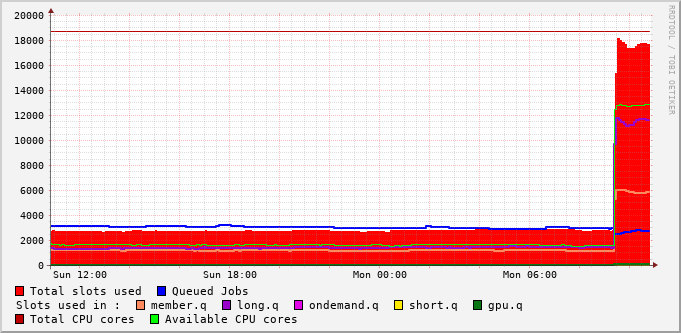 20000
18000
16000
14000
12000
10000
8000
6000
4000
2000
0
Sun 12:00 Sun 18:00 Mon 00:00 Mon 06:00
RRDTOOL / TOBI OETIKER
Total slots used Queued Jobs
Slots used in : member.q long.q ondemand.q short.q gpu.q
Total CPU cores Available CPU cores